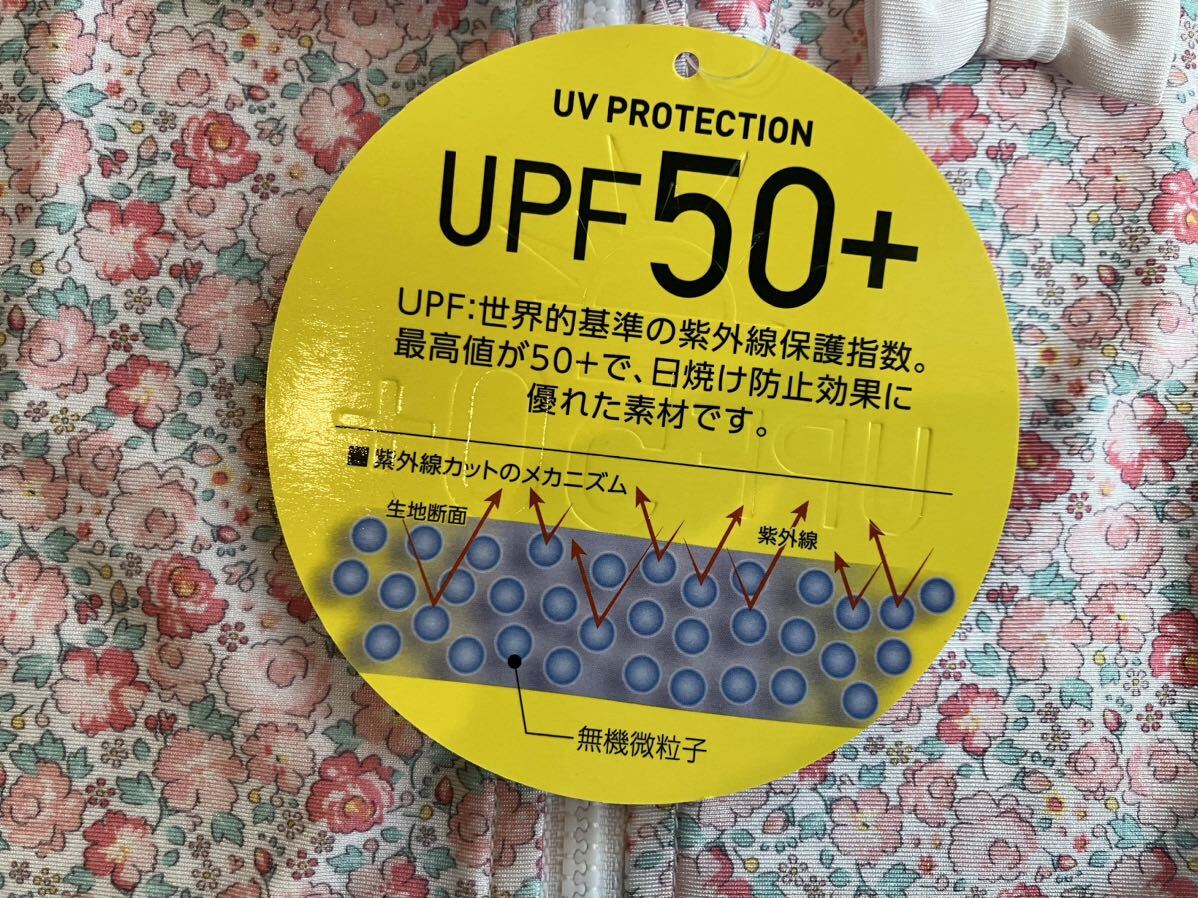 UV PROTECTION
UPF50+
UPF:世界的基準の紫外線保護指数。
最高値が50+で、日焼け防止効果に
優れた素材です。
■紫外線カットのメカニズム
生地断面
紫外線
無機微粒子